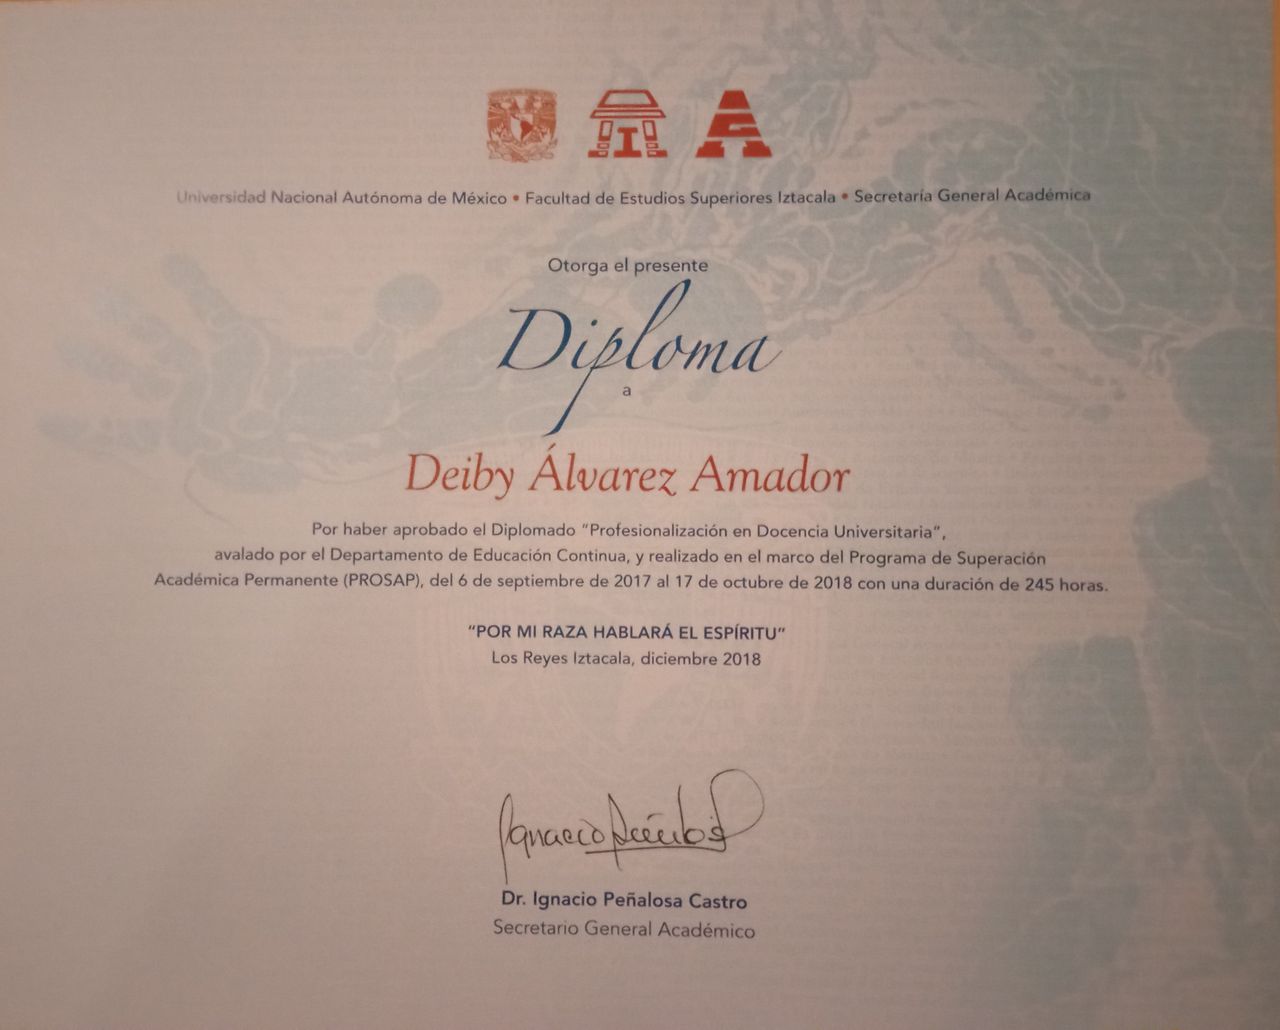 Universidad Nacional Autónoma de México • Facultad de Estudios Superiores Iztacala • Secretaría General Académica
Otorga el presente
Diploma
a
Deiby Álvarez Amador
Por haber aprobado el Diplomado “Profesionalización en Docencia Universitaria”,
avalado por el Departamento de Educación Continua, y realizado en el marco del Programa de Superación
Académica Permanente (PROSAP), del 6 de septiembre de 2017 al 17 de octubre de 2018 con una duración de 245 horas.
“POR MI RAZA HABLARÁ EL ESPÍRITU”
Los Reyes Iztacala, diciembre 2018
Ignacio
Dr. Ignacio Peñalosa Castro
Secretario General Académico